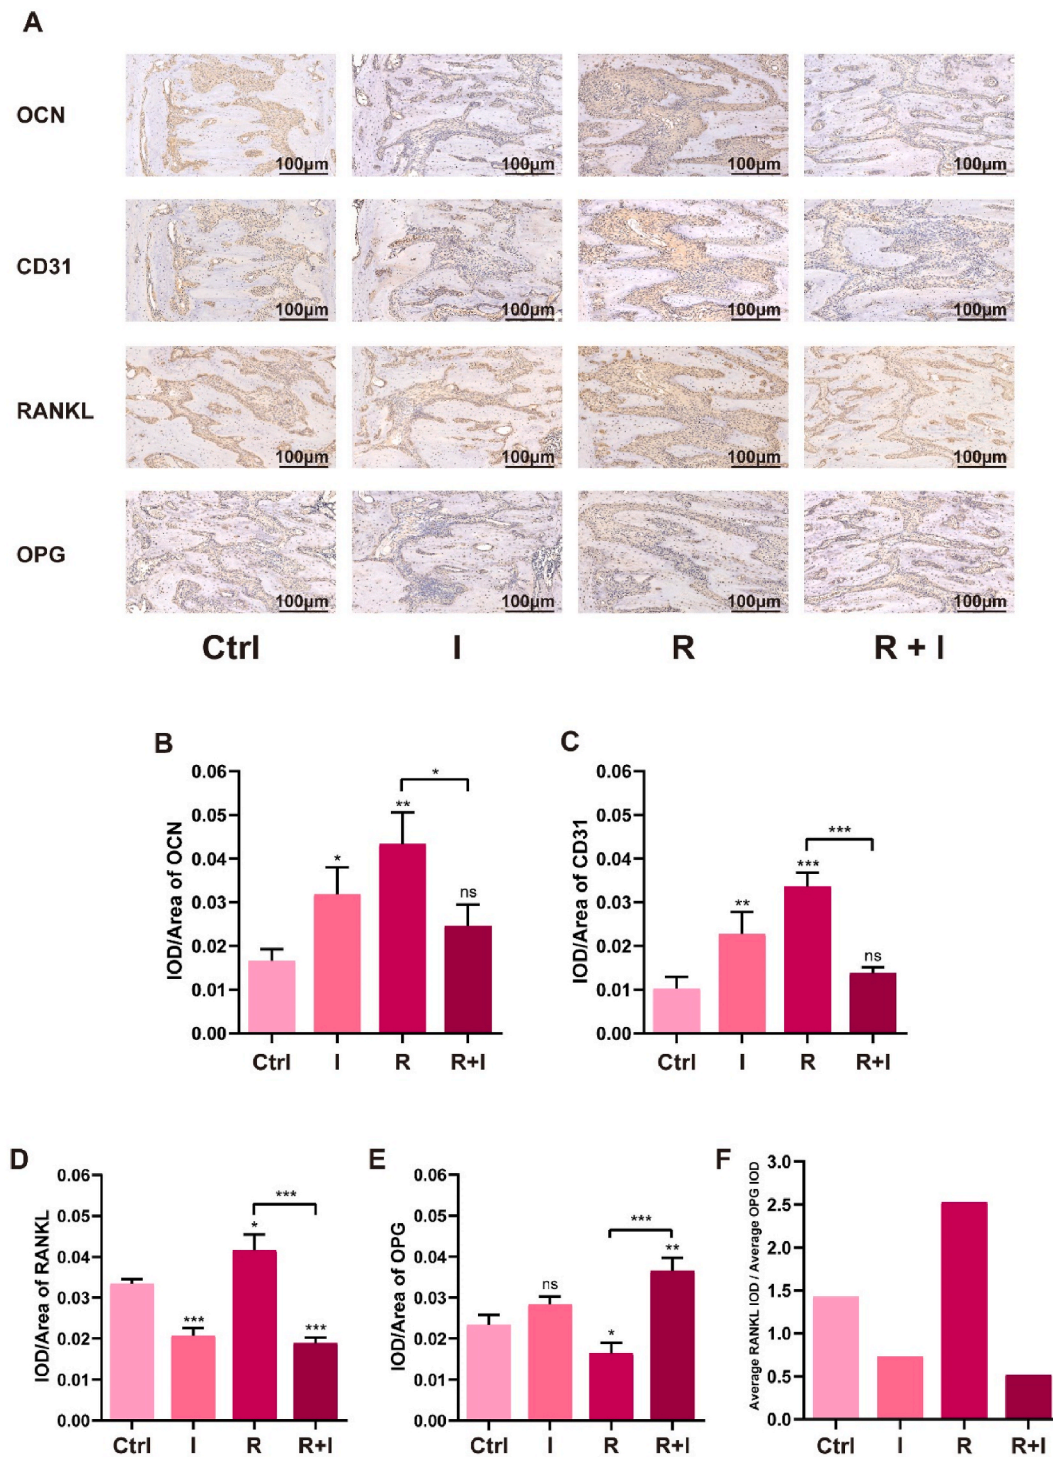 A
OCN
100μm 100μm 100μm 100μm
CD31
100μm 100μm 100μm 100μm
RANKL
100μm 100μm 100μm 100μm
OPG
100μm 100μm 100μm 100μm
Ctrl I R R + I
B
IOD/Area of OCN
0.06
0.05
0.04
0.03
0.02
0.01
0.00
*
**
*
ns
Ctrl I R R+I
C
IOD/Area of CD31
0.06
0.05
0.04
0.03
0.02
0.01
0.00
**
***
***
ns
Ctrl I R R+I
D
IOD/Area of RANKL
0.06
0.05
0.04
0.03
0.02
0.01
0.00
***
*
***
***
Ctrl I R R+I
E
IOD/Area of OPG
0.06
0.05
0.04
0.03
0.02
0.01
0.00
ns
*
***
**
Ctrl I R R+I
F
Average RANKL IOD / Average OPG IOD
3.0
2.5
2.0
1.5
0.5
0.0
Ctrl I R R+I